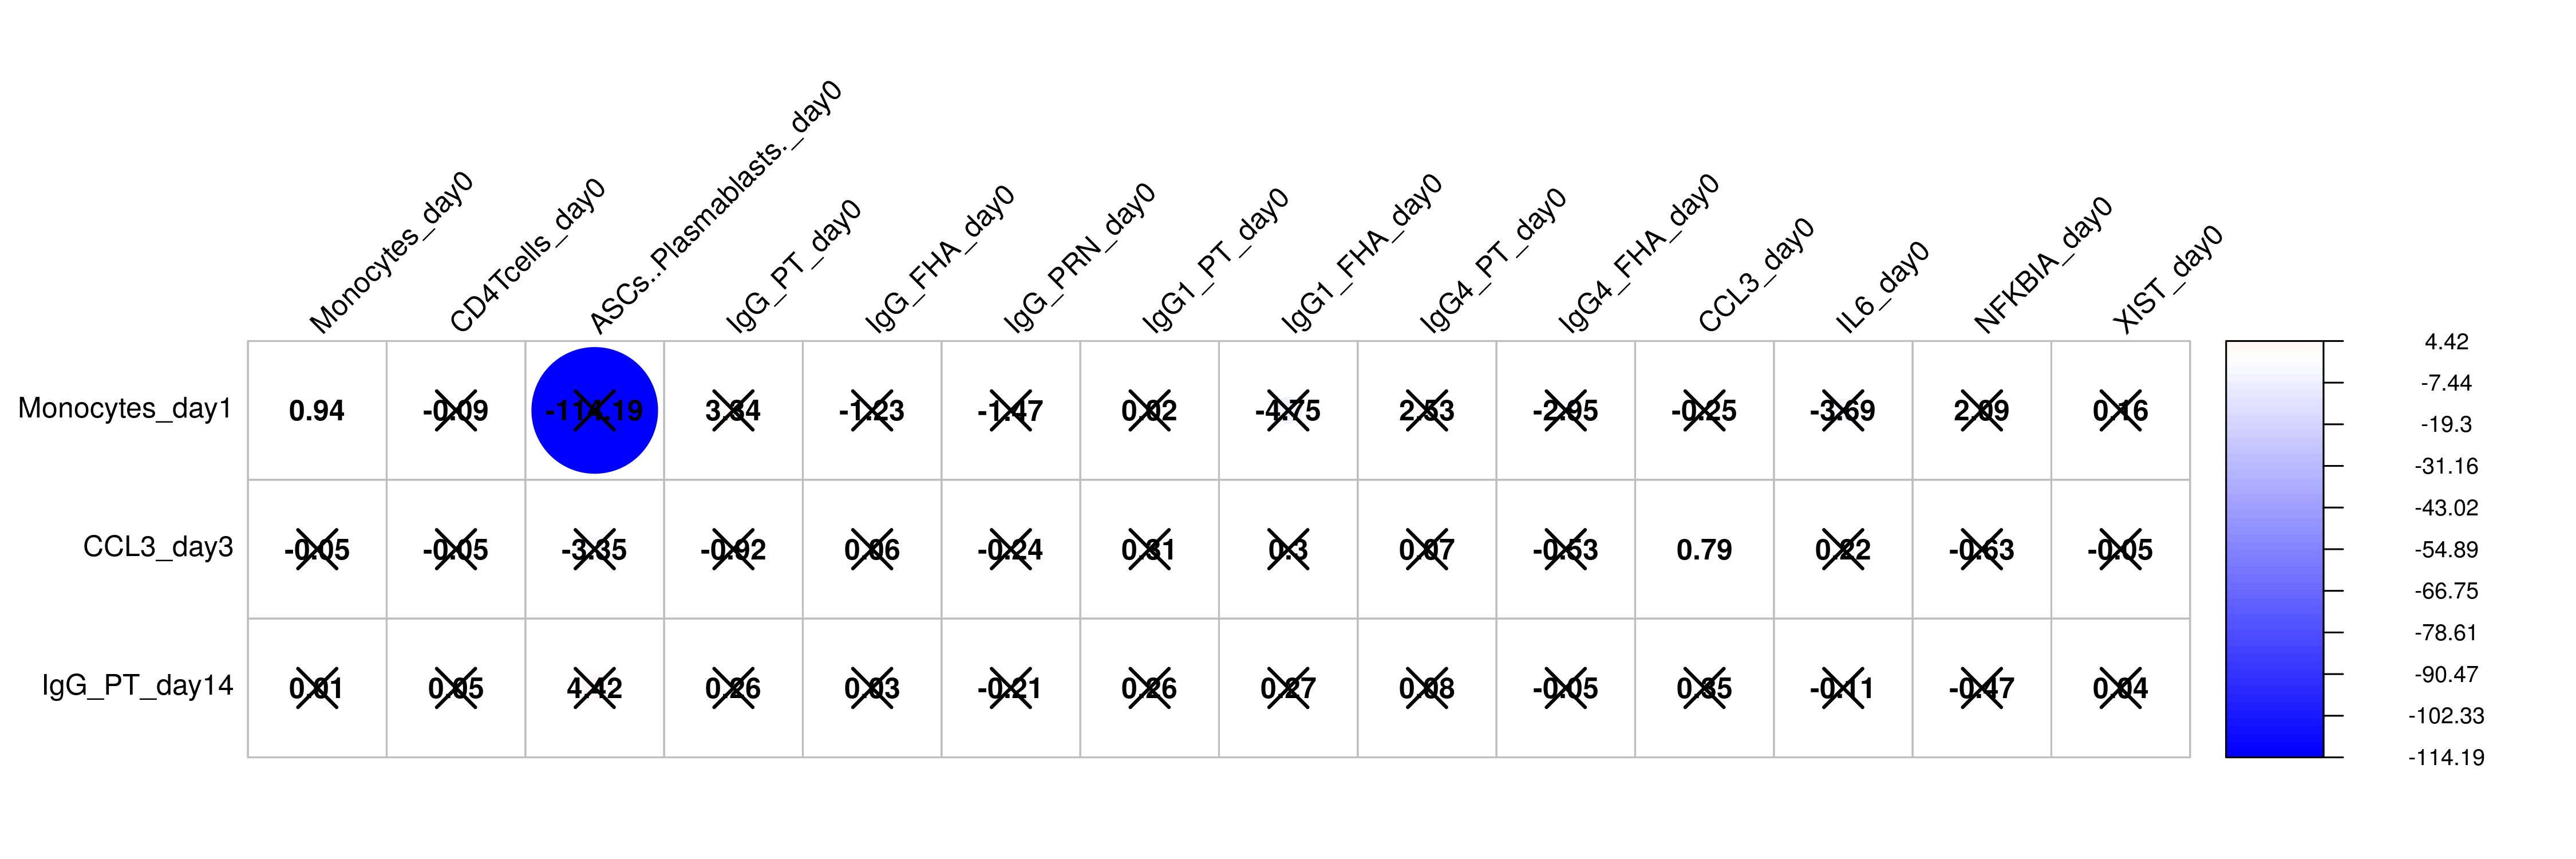 Monocytes_day0 CD4Tcells_day0 ASCs..Plasmablasts._day0 IgG_PT_day0 IgG_FHA_day0 IgG_PRN_day0 IgG1_PT_day0 IgG1_FHA_day0 IgG4_PT_day0 IgG4_FHA_day0 CCL3_day0 IL6_day0 NFKBIA_day0 XIST_day0
Monocytes_day1 0.94 -0.09 -114.19 3.84 -1.23 -1.47 0.02 -4.75 2.53 -2.95 -0.25 -3.69 2.09 0.16
CCL3_day3 -0.05 -0.05 -3.35 -0.92 0.06 -0.24 0.81 0.3 0.07 -0.53 0.79 0.22 -0.63 -0.05
IgG_PT_day14 0.01 0.05 4.42 0.26 0.03 -0.21 0.26 0.27 0.08 -0.05 0.35 -0.11 -0.47 0.04
4.42
-7.44
-19.3
-31.16
-43.02
-54.89
-66.75
-78.61
-90.47
-102.33
-114.19